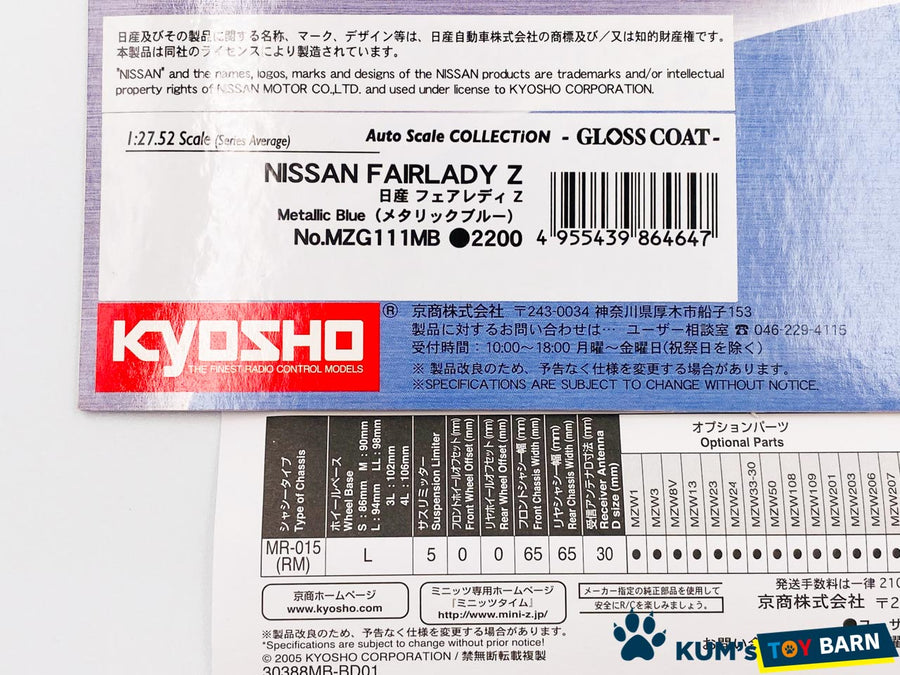 日産及びその製品に関する名称、マーク、デザイン等は、日産自動車株式会社の商標及び/又は知的財産権です。
本製品は同社のライセンスにより製造されています。
"NISSAN" and the names, logos, marks and designs of the NISSAN products are trademarks and/or intellectual
property rights of NISSAN MOTOR CO.,LTD. and used under license to KYOSHO CORPORATION.
1:27.52 Scale (Series Average)
Auto Scale COLLECTiON - GLOSS COAT -
NISSAN FAIRLADY Z
日産 フェアレディ Z
Metallic Blue（メタリックブルー）
No.MZG111MB ●2200
4 955439 864647
KYOSHO
THE FINEST RADIO CONTROL MODELS
® 京商株式会社 〒243-0034 神奈川県厚木市船子153
製品に対するお問い合わせは… ユーザー相談室 ☎ 046-229-4115
受付時間：10:00〜18:00 月曜〜金曜日(祝祭日を除く)
※ 製品改良のため、予告なく仕様を変更する場合があります。
※SPECIFICATIONS ARE SUBJECT TO CHANGE WITHOUT NOTICE.
シャシータイプ
Type of Chassis
ホイールベース
Wheel Base
S : 86mm M : 90mm
L : 94mm LL : 98mm
3L : 102mm
4L : 106mm
サスリミッター
Suspension Limiter
フロントホイールオフセット(mm)
Front Wheel Offset (mm)
リヤホイールオフセット(mm)
Rear Wheel Offset (mm)
フロントシャシー幅 (mm)
Front Chassis Width (mm)
リヤシャシー幅 (mm)
Rear Chassis Width (mm)
受信アンテナD寸法 (mm)
Receiver Antenna
D size (mm)
オプションパーツ
Optional Parts
MZW1
MZW3
MZW8V
MZW13
MZW23
MZW24
MZW33-30
MZW50
MZW108
MZW109
MZW201
MZW203
MZW206
MZW207
MR-015
(RM)
L 5 0 0 65 65 30 ● ● ● ● ● ● ● ● ● ● ● ● ● ●
京商ホームページ
www.kyosho.com
ミニッツ専用ホームページ
『ミニッツタイム』
http://www.mini-z.jp/
メーカー指定の純正部品を使用して
安全にR/Cを楽しみましょう。
発送手数料は一律 210
京商株式会社 〒2
●ユーザ
お問い
※製品改良のため、予告なく仕様を変更する場合があります。
*Specifications are subject to change without prior notice!
© 2005 KYOSHO CORPORATION / 禁無断転載複製
30388MR-BD01
KUM's TOY BARN